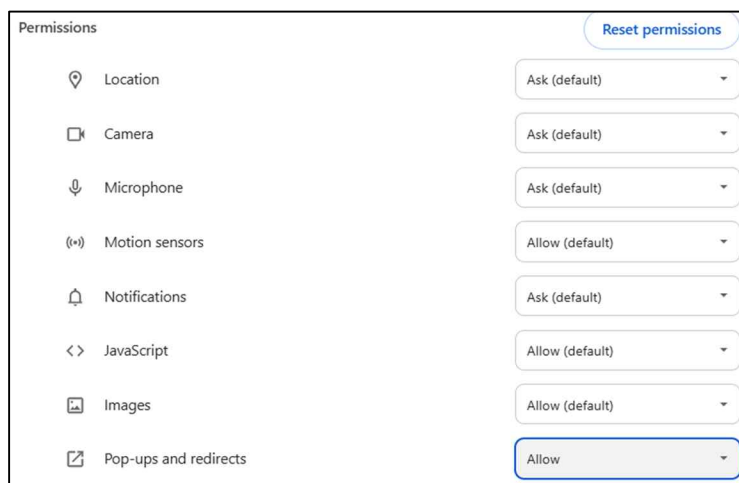 Permissions Reset permissions
Location Ask (default)
Camera Ask (default)
Microphone Ask (default)
Motion sensors Allow (default)
Notifications Ask (default)
<> JavaScript Allow (default)
Images Allow (default)
Pop-ups and redirects Allow